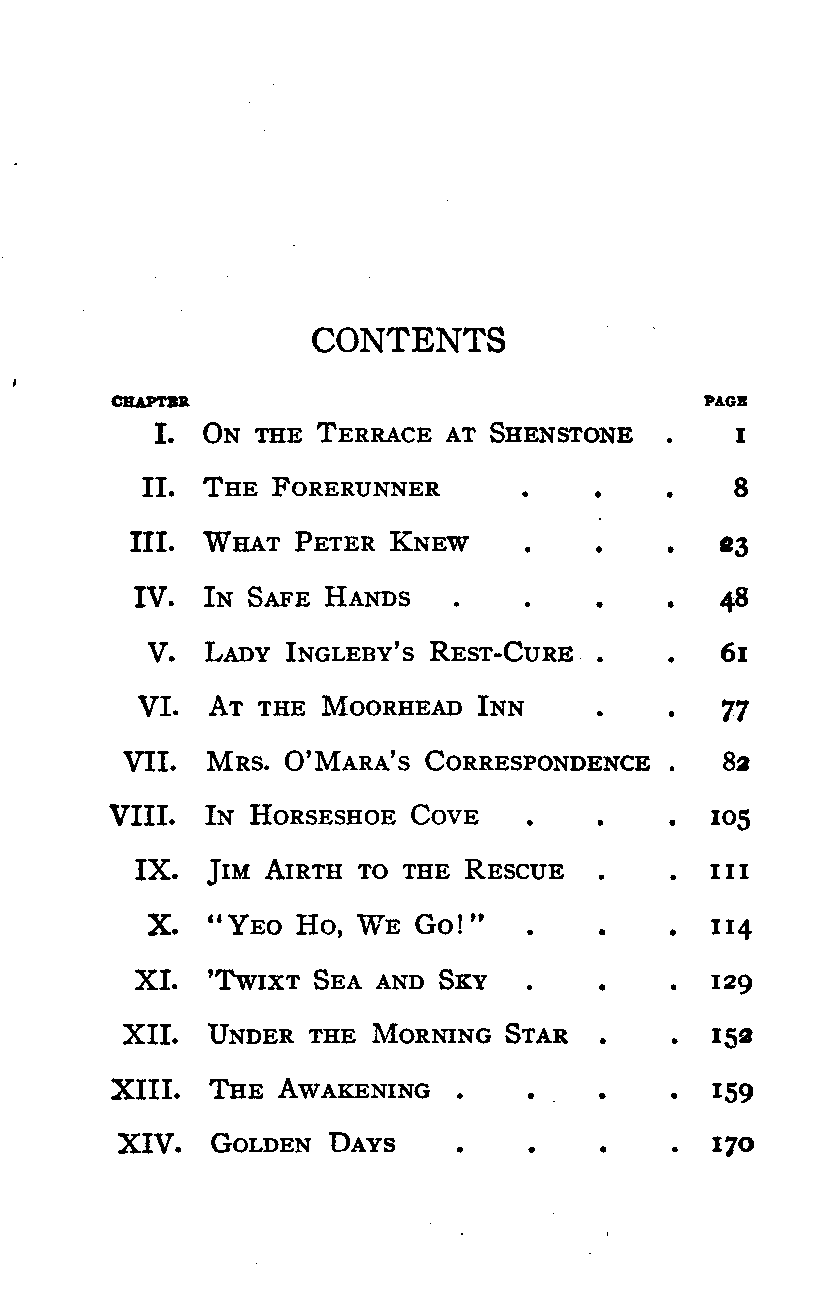 CONTENTS
CHAPTER PAGE
I. ON THE TERRACE AT SHENSTONE . 1
II. THE FORERUNNER . . . 8
III. WHAT PETER KNEW . . . 23
IV. IN SAFE HANDS . . . . 48
V. LADY INGLEBY'S REST-CURE . . 61
VI. AT THE MOORHEAD INN . . 77
VII. MRS. O'MARA'S CORRESPONDENCE . 82
VIII. IN HORSESHOE COVE . . . 105
IX. JIM AIRTH TO THE RESCUE . . 111
X. "YEO HO, WE GO!" . . . 114
XI. 'TWIXT SEA AND SKY . . . 129
XII. UNDER THE MORNING STAR . . 152
XIII. THE AWAKENING . . . . 159
XIV. GOLDEN DAYS . . . . 170